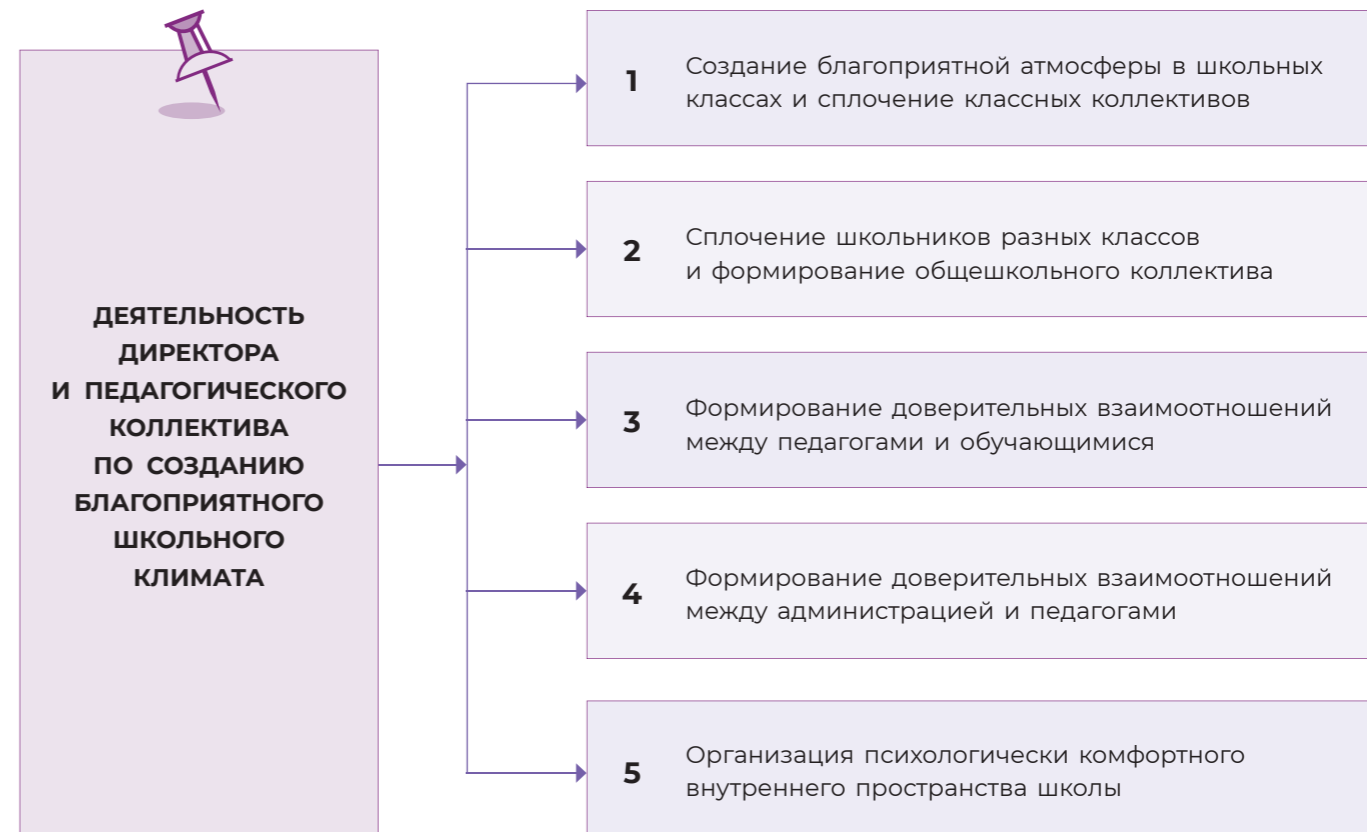 ДЕЯТЕЛЬНОСТЬ
ДИРЕКТОРА
И ПЕДАГОГИЧЕСКОГО
КОЛЛЕКТИВА
ПО СОЗДАНИЮ
БЛАГОПРИЯТНОГО
ШКОЛЬНОГО
КЛИМАТА
1
Создание благоприятной атмосферы в школьных
классах и сплочение классных коллективов
2
Сплочение школьников разных классов
и формирование общешкольного коллектива
3
Формирование доверительных взаимоотношений
между педагогами и обучающимися
4
Формирование доверительных взаимоотношений
между администрацией и педагогами
5
Организация психологически комфортного
внутреннего пространства школы